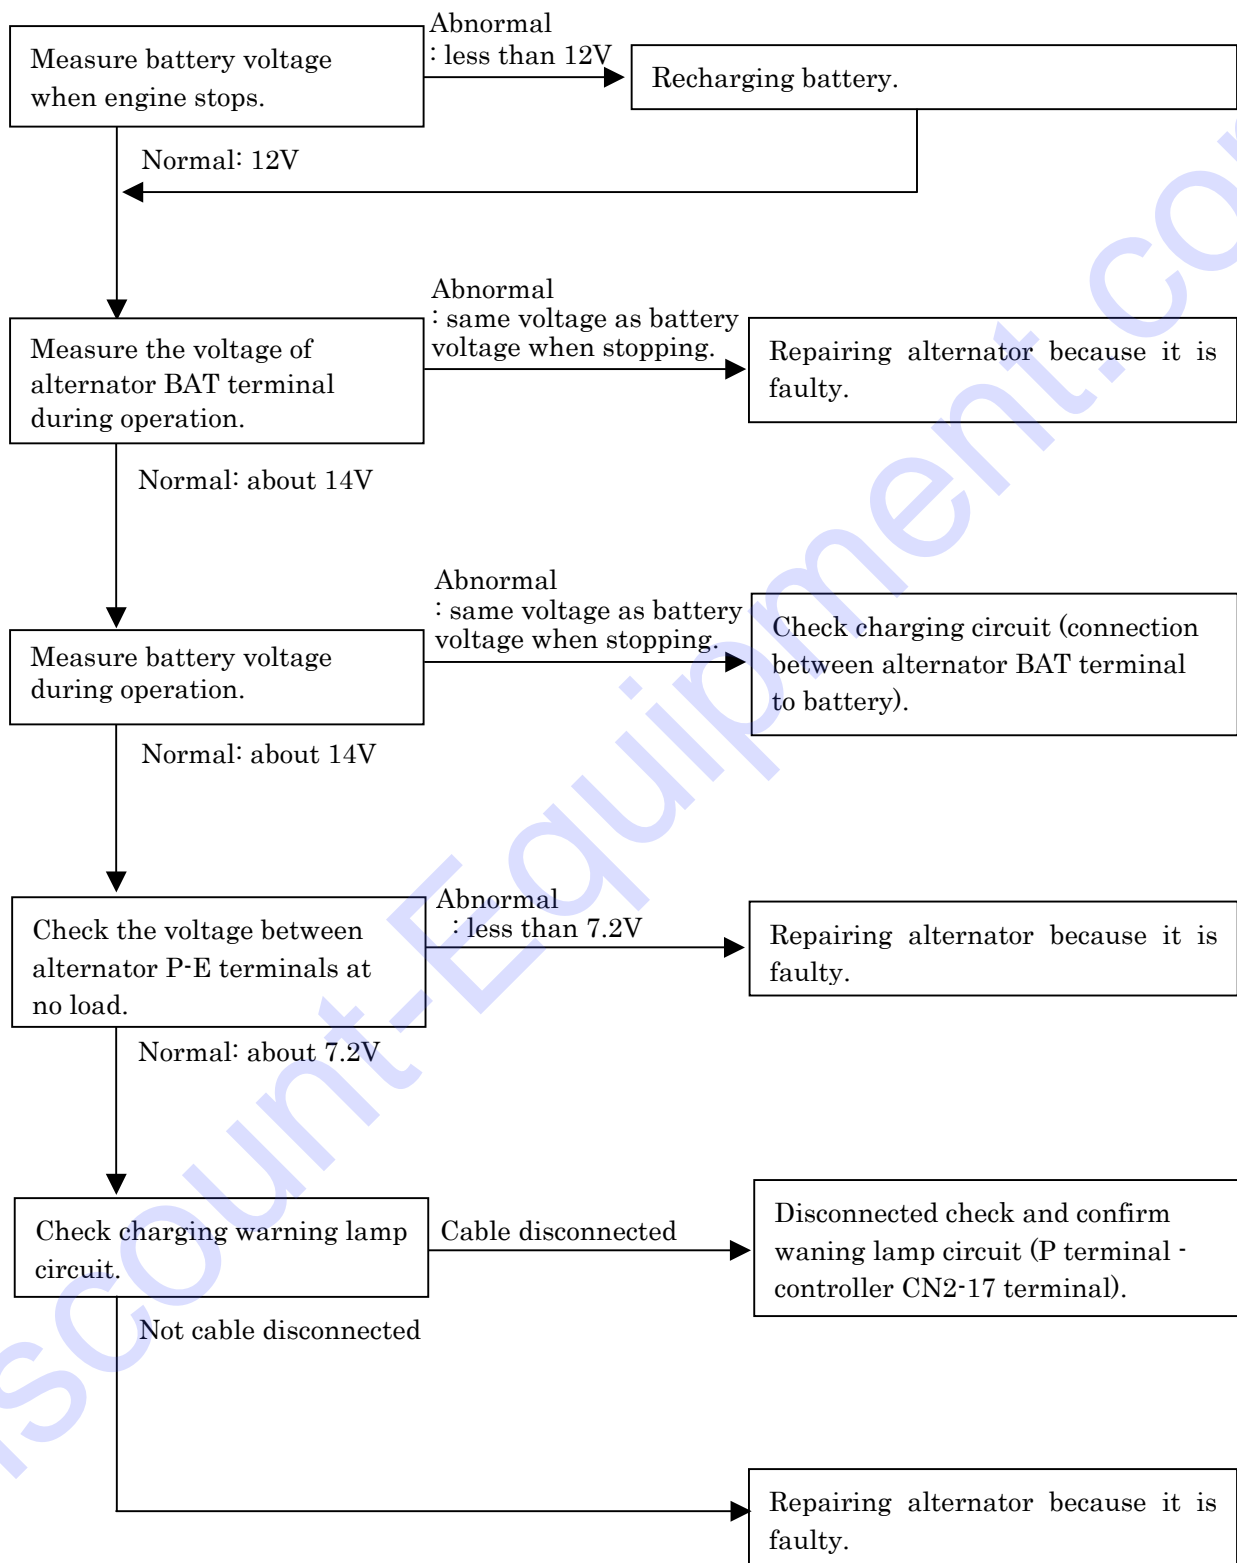 Abnormal
: less than 12V
Measure battery voltage
when engine stops.
Recharging battery.
Normal: 12V
Abnormal
: same voltage as battery
voltage when stopping.
Measure the voltage of
alternator BAT terminal
during operation.
Repairing alternator because it is
faulty.
Normal: about 14V
Abnormal
: same voltage as battery
voltage when stopping.
Measure battery voltage
during operation.
Check charging circuit (connection
between alternator BAT terminal
to battery).
Normal: about 14V
Abnormal
: less than 7.2V
Check the voltage between
alternator P-E terminals at
no load.
Repairing alternator because it is
faulty.
Normal: about 7.2V
Check charging warning lamp
circuit.
Cable disconnected
Disconnected check and confirm
waning lamp circuit (P terminal -
controller CN2-17 terminal).
Not cable disconnected
Repairing alternator because it is
faulty.
iscount-Equipment.co